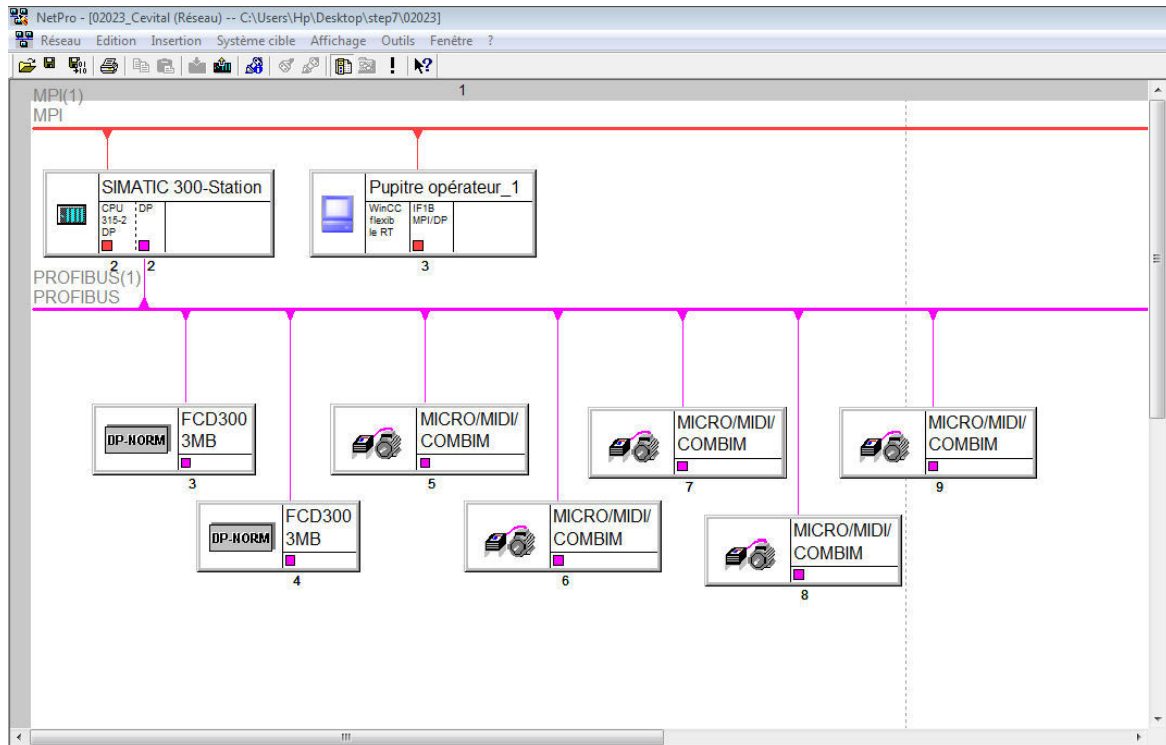 NetPro - [02023_Cevital (Réseau) -- C:\Users\Hp\Desktop\step7\02023]
Réseau Edition Insertion Système cible Affichage Outils Fenêtre ?
1
MPI(1)
MPI
SIMATIC 300-Station
CPU
315-2
DP
DP
2
2
Pupitre opérateur_1
WinCC
flexib
le RT
IF1B
MPI/DP
3
PROFIBUS(1)
PROFIBUS
DP-NORM
FCD300
3MB
3
MICRO/MIDI/
COMBIM
5
MICRO/MIDI/
COMBIM
7
MICRO/MIDI/
COMBIM
9
DP-NORM
FCD300
3MB
4
MICRO/MIDI/
COMBIM
6
MICRO/MIDI/
COMBIM
8